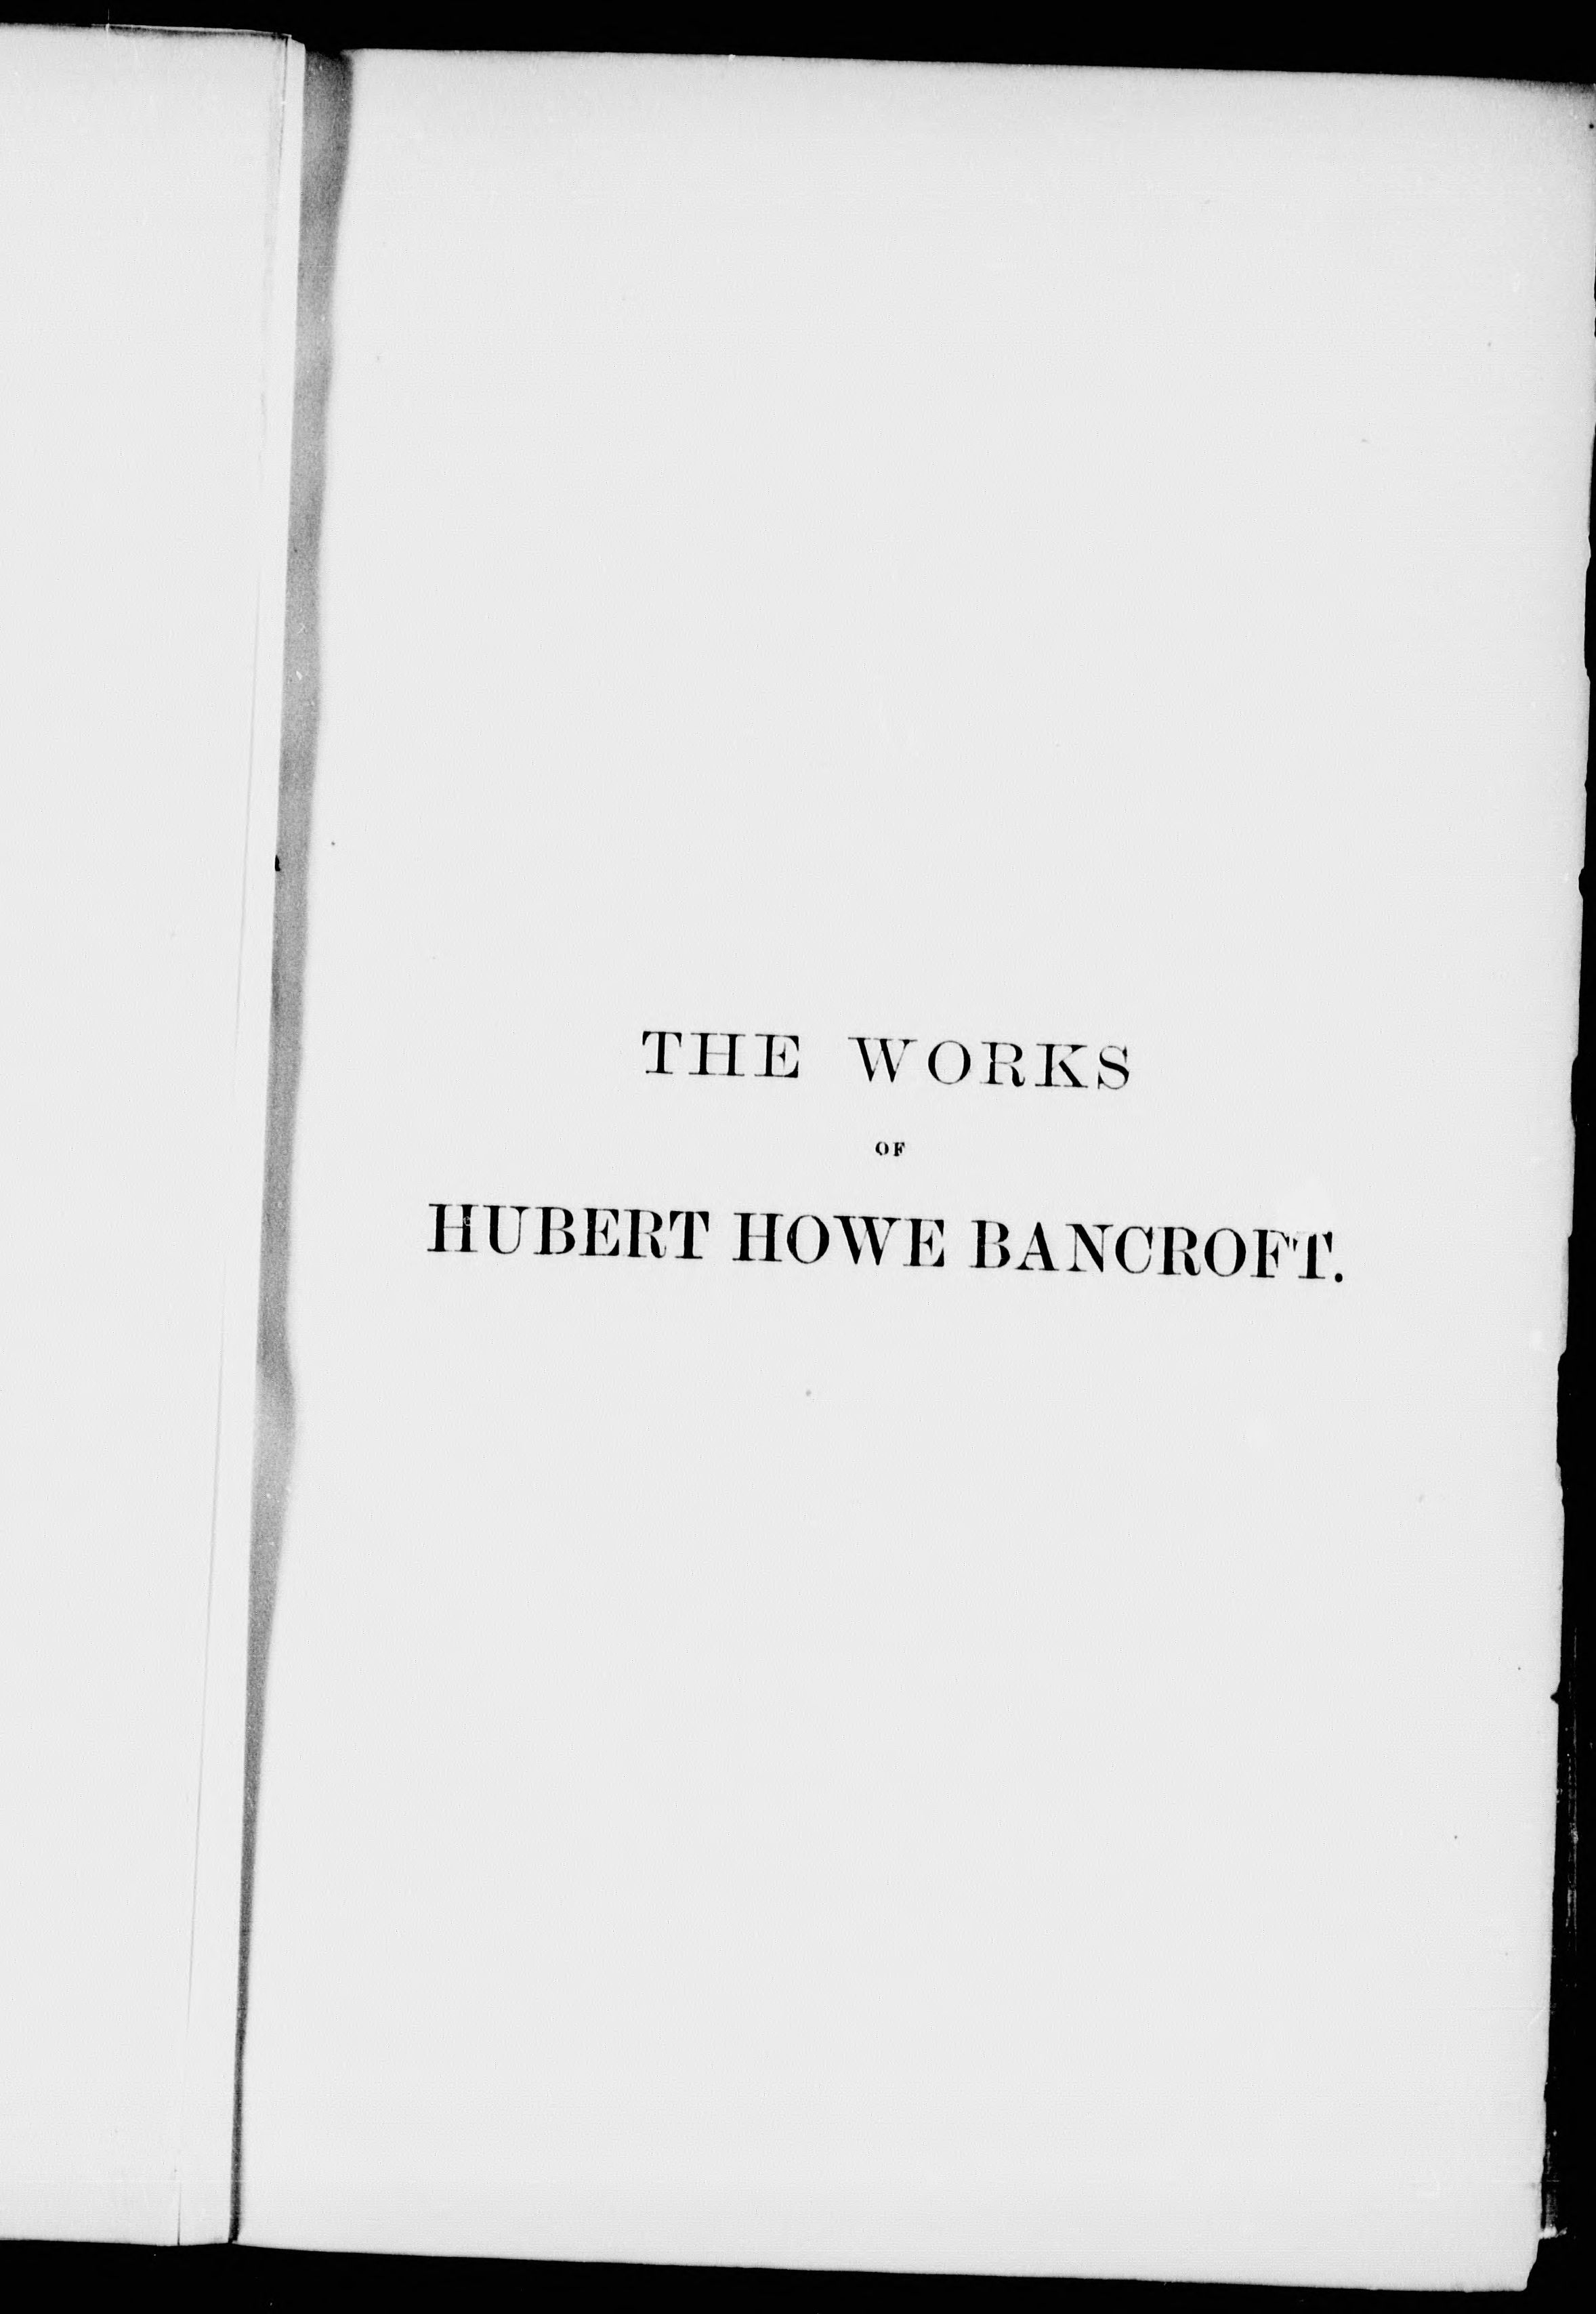 THE WORKS
OF
HUBERT HOWE BANCROFT.